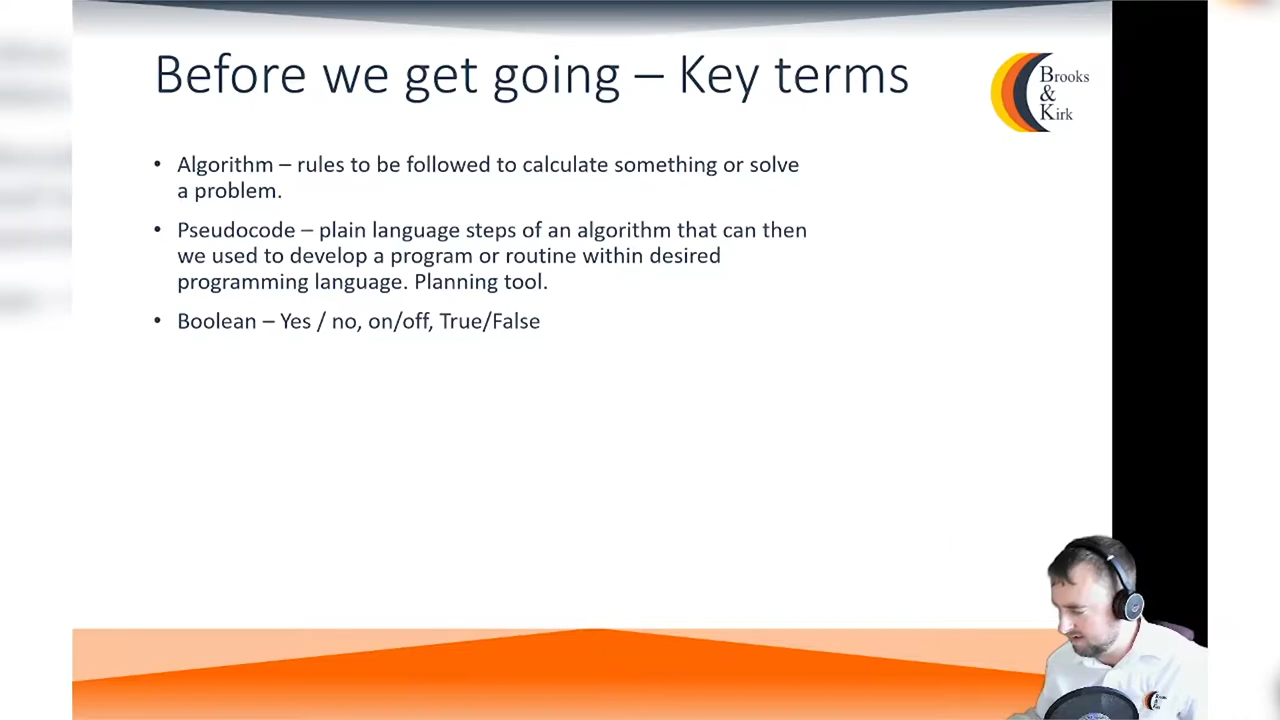 Before we get going – Key terms
Brooks
&
Kirk
• Algorithm – rules to be followed to calculate something or solve
a problem.
• Pseudocode – plain language steps of an algorithm that can then
we used to develop a program or routine within desired
programming language. Planning tool.
• Boolean – Yes / no, on/off, True/False